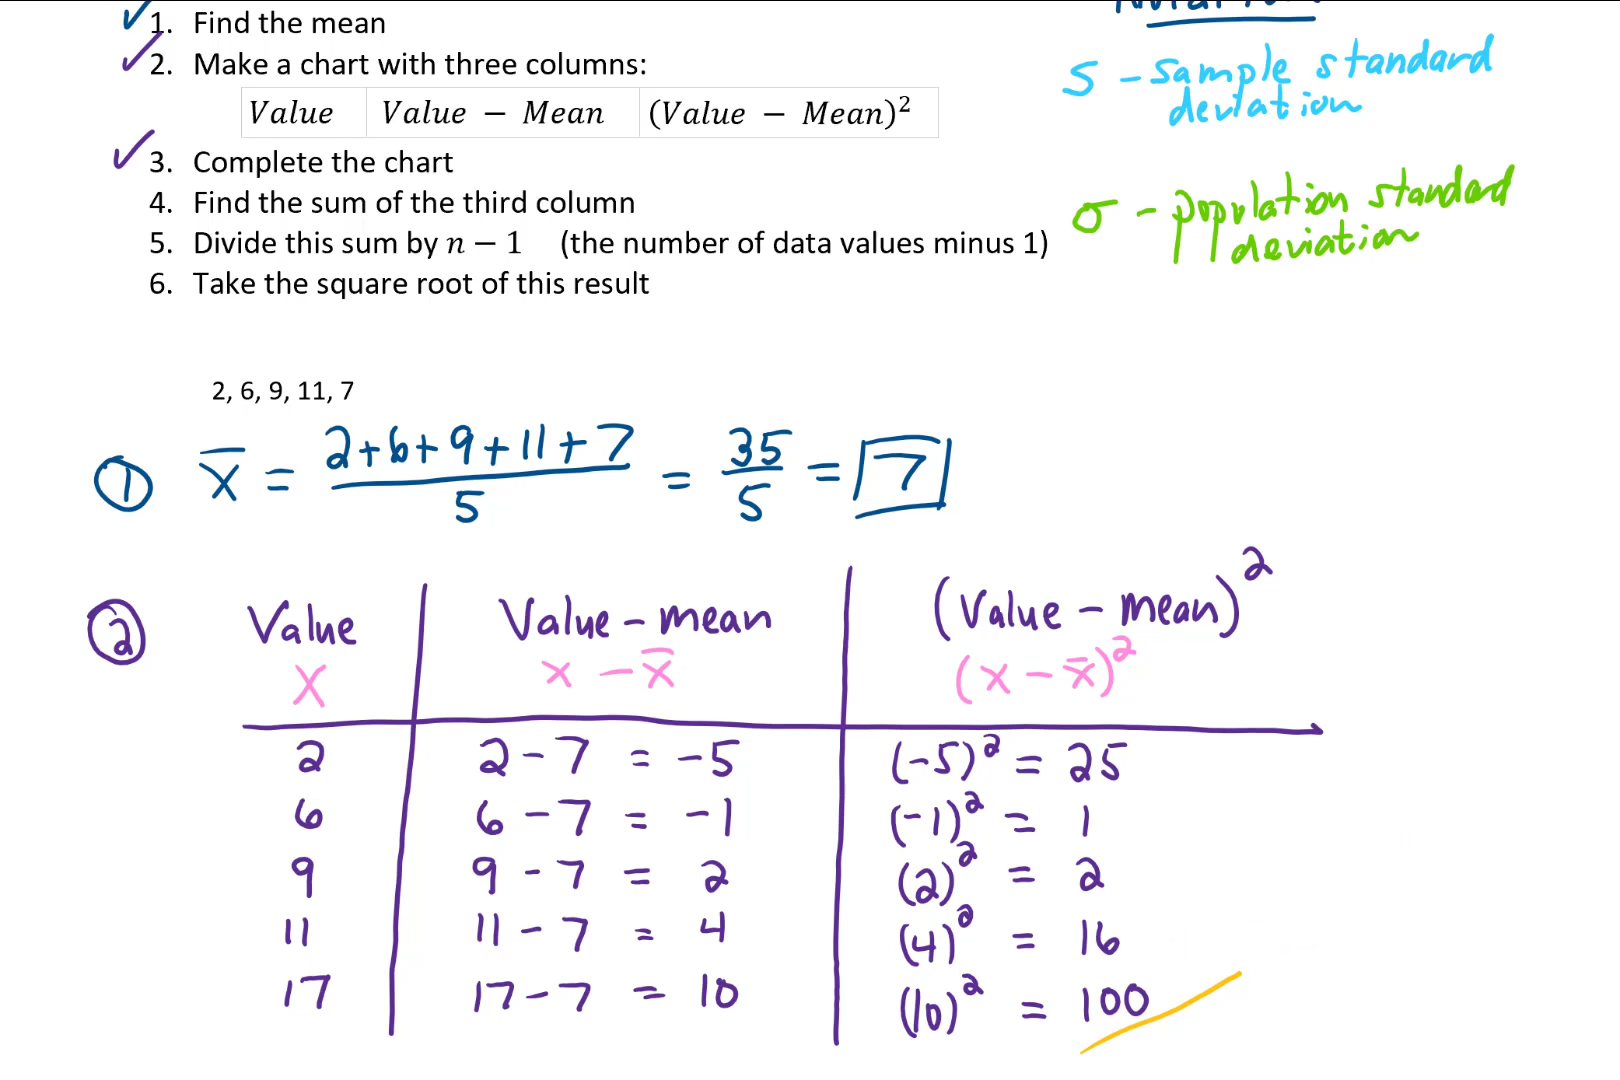 1. Find the mean
2. Make a chart with three columns:
Value Value − Mean (Value − Mean)²
3. Complete the chart
4. Find the sum of the third column
5. Divide this sum by n − 1 (the number of data values minus 1)
6. Take the square root of this result
S - Sample standard
deviation
σ - population standard
deviation
2, 6, 9, 11, 7
① x̄ = (2+6+9+11+7)/5 = 35/5 = 7
② Value Value - mean (Value - mean)²
X x - x̄ (x - x̄)²
2 2 - 7 = -5 (-5)² = 25
6 6 - 7 = -1 (-1)² = 1
9 9 - 7 = 2 (2)² = 2
11 11 - 7 = 4 (4)² = 16
17 17 - 7 = 10 (10)² = 100